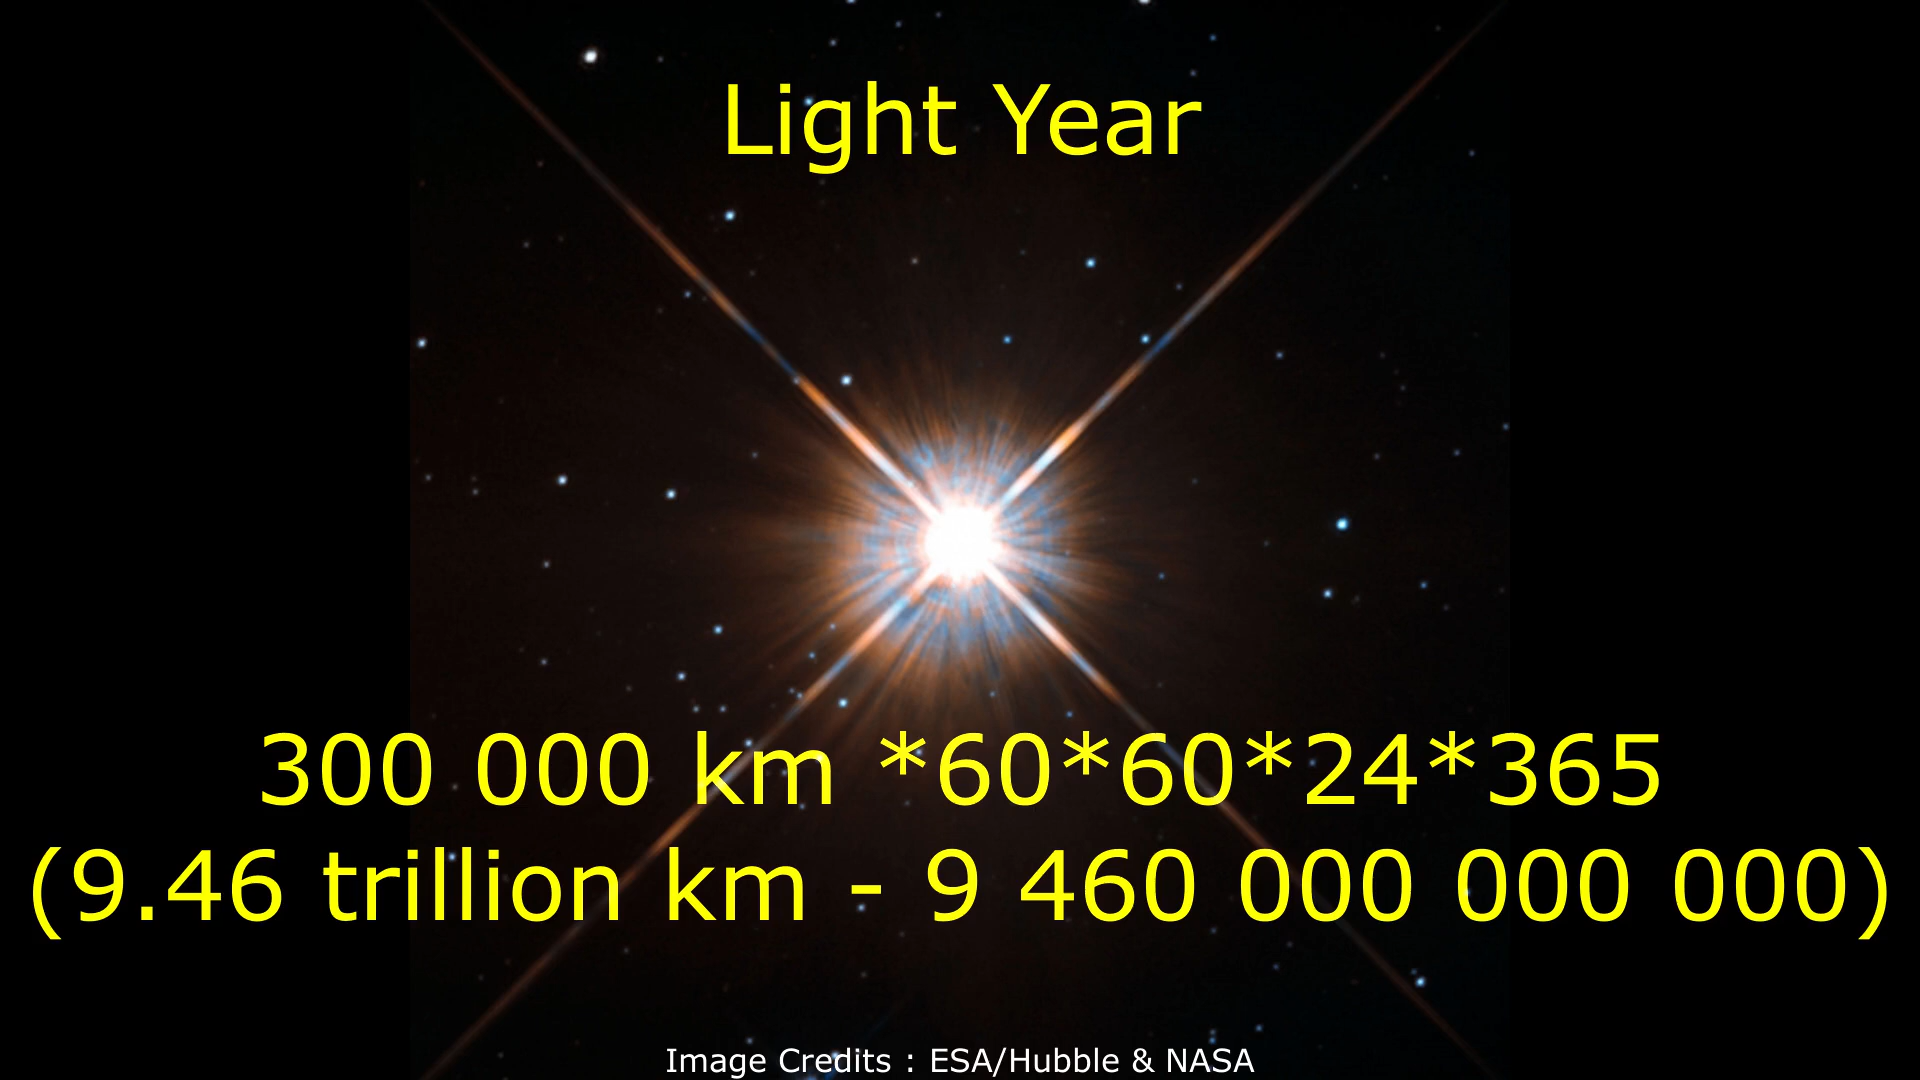 Light Year
300 000 km *60*60*24*365
(9.46 trillion km - 9 460 000 000 000)
Image Credits : ESA/Hubble & NASA